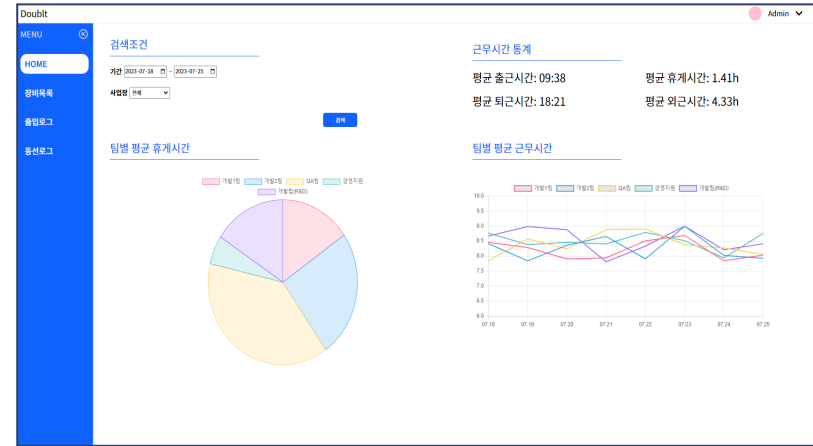 Doublt
Admin
MENU
HOME
장비목록
출입로그
동선로그
검색조건
기간 2023-07-18 - 2023-07-25
사업장 전체
검색
근무시간 통계
평균 출근시간: 09:38
평균 휴게시간: 1.41h
평균 퇴근시간: 18:21
평균 외근시간: 4.33h
팀별 평균 휴게시간
개발1팀 개발2팀 QA팀 경영지원
개발팀(R&D)
팀별 평균 근무시간
개발1팀 개발2팀 QA팀 경영지원 개발팀(R&D)
10.0
9.5
9.0
8.5
8.0
7.5
7.0
6.5
6.0
07.18 07.19 07.20 07.21 07.22 07.23 07.24 07.25